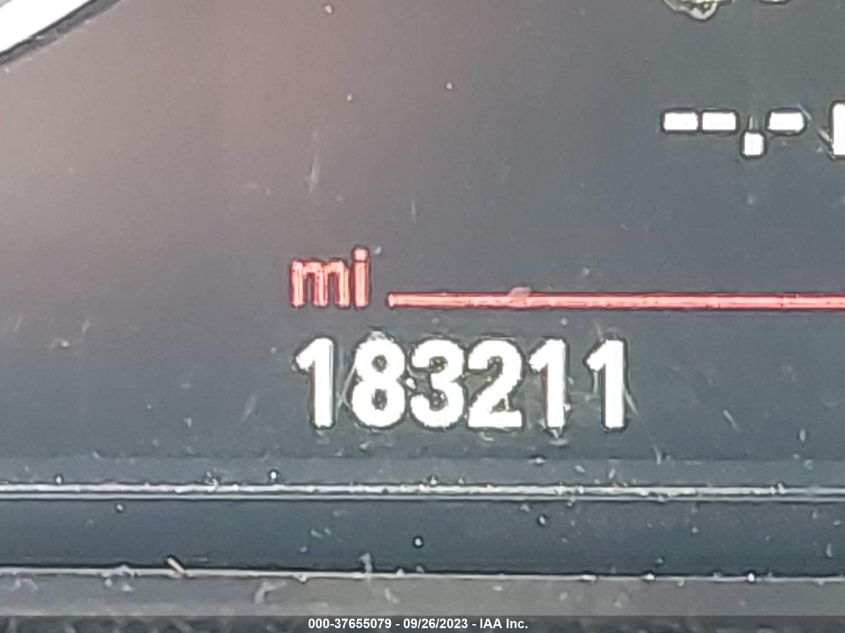 --.-
mi
183211
000-37655079 - 09/26/2023 - IAA Inc.